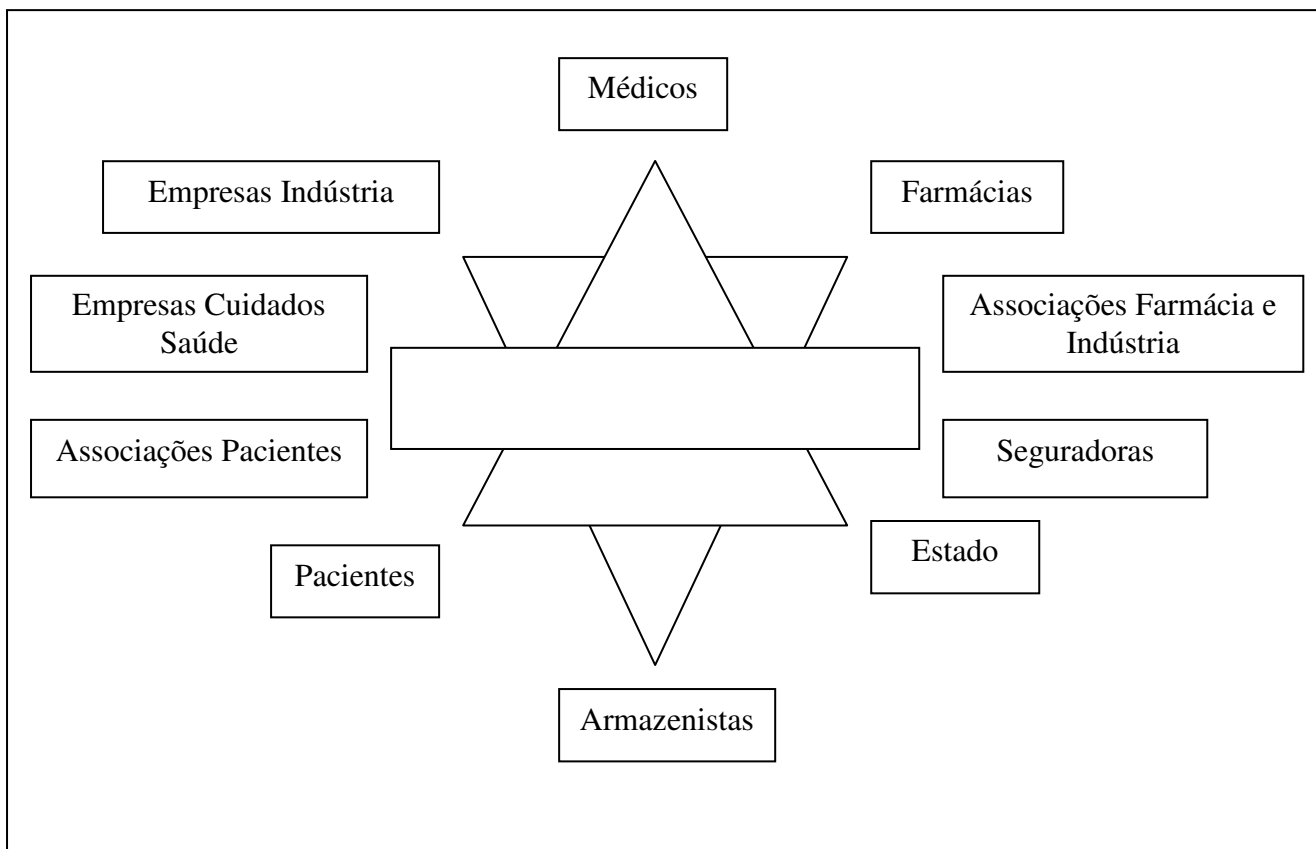 Médicos
Empresas Indústria
Farmácias
Empresas Cuidados
Saúde
Associações Farmácia e
Indústria
Associações Pacientes
Seguradoras
Pacientes
Estado
Armazenistas